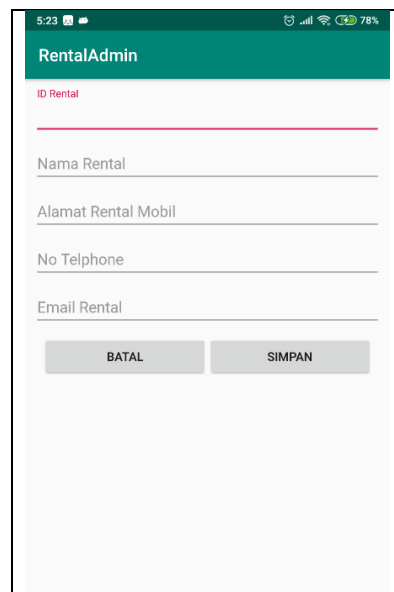 5:23 78%
RentalAdmin
ID Rental
Nama Rental
Alamat Rental Mobil
No Telphone
Email Rental
BATAL SIMPAN